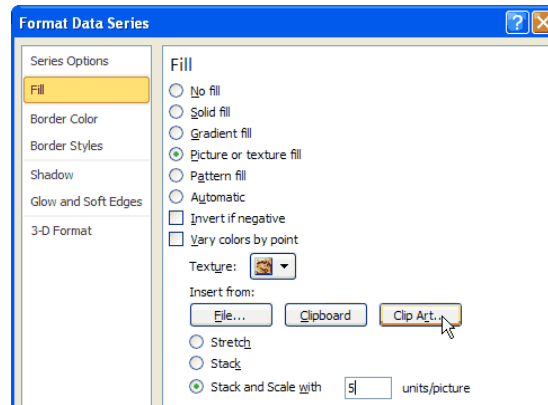 Format Data Series
?
Series Options
Fill
Border Color
Border Styles
Shadow
Glow and Soft Edges
3-D Format
Fill
No fill
Solid fill
Gradient fill
Picture or texture fill
Pattern fill
Automatic
Invert if negative
Vary colors by point
Texture:
Insert from:
File... Clipboard Clip Art...
Stretch
Stack
Stack and Scale with 5 units/picture